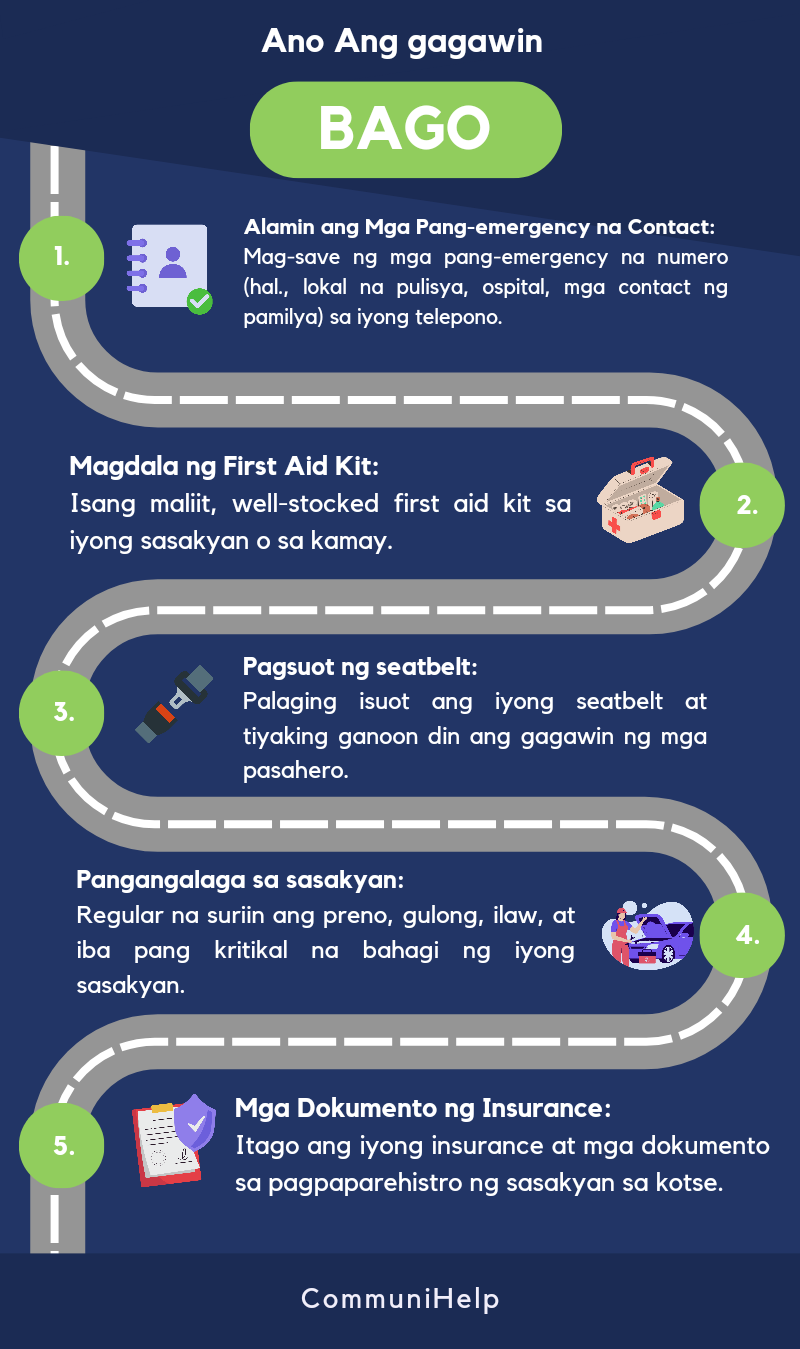 Ano Ang gagawin
BAGO
1.
Alamin ang Mga Pang-emergency na Contact:
Mag-save ng mga pang-emergency na numero
(hal., lokal na pulisya, ospital, mga contact ng
pamilya) sa iyong telepono.
Magdala ng First Aid Kit:
Isang maliit, well-stocked first aid kit sa
iyong sasakyan o sa kamay.
2.
3.
Pagsuot ng seatbelt:
Palaging isuot ang iyong seatbelt at
tiyaking ganoon din ang gagawin ng mga
pasahero.
Pangangalaga sa sasakyan:
Regular na suriin ang preno, gulong, ilaw, at
iba pang kritikal na bahagi ng iyong
sasakyan.
4.
5.
Mga Dokumento ng Insurance:
Itago ang iyong insurance at mga dokumento
sa pagpaparehistro ng sasakyan sa kotse.
CommuniHelp